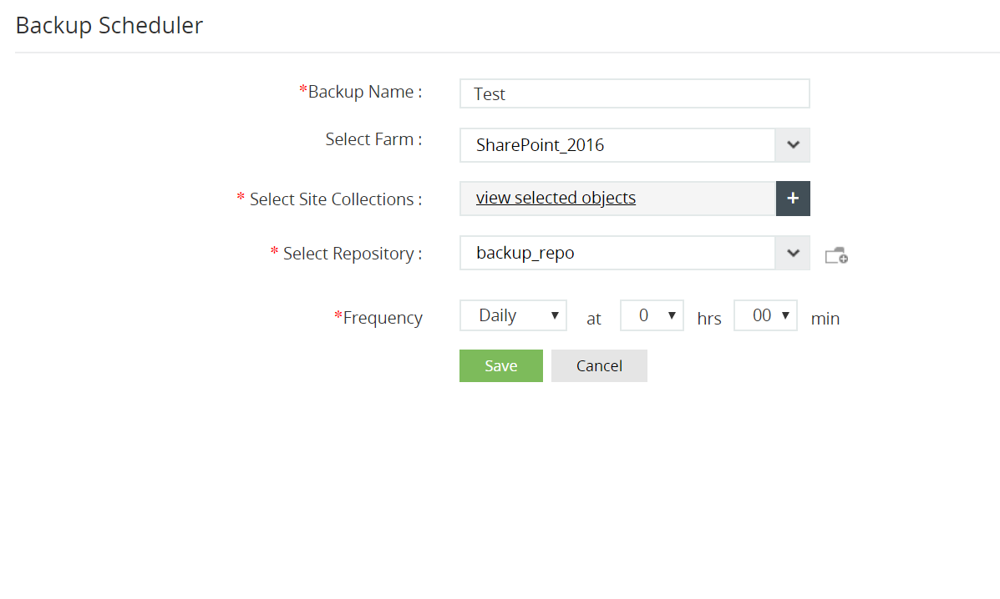 Backup Scheduler
*Backup Name : Test
Select Farm : SharePoint_2016
* Select Site Collections : view selected objects +
* Select Repository : backup_repo
*Frequency Daily at 0 hrs 00 min
Save Cancel